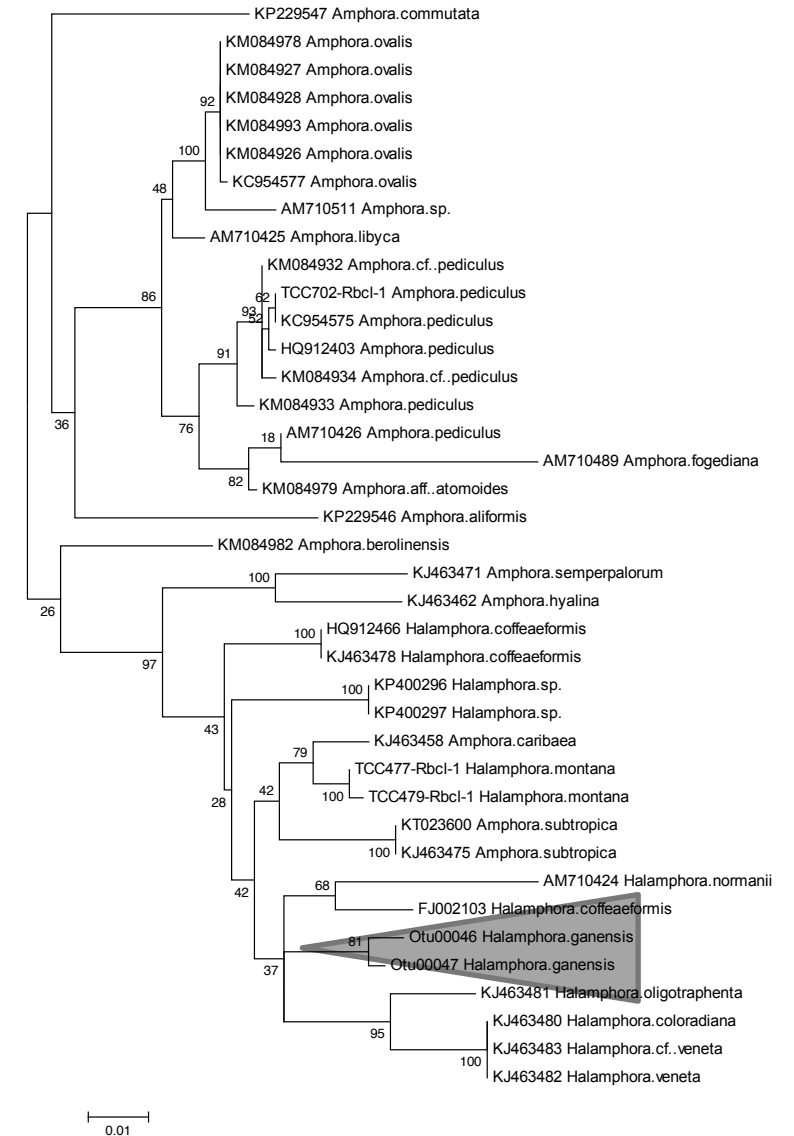 KP229547 Amphora.commutata
KM084978 Amphora.ovalis
KM084927 Amphora.ovalis
KM084928 Amphora.ovalis
92
KM084993 Amphora.ovalis
100
KM084926 Amphora.ovalis
KC954577 Amphora.ovalis
48
AM710511 Amphora.sp.
AM710425 Amphora.libyca
KM084932 Amphora.cf..pediculus
86
62
TCC702-Rbcl-1 Amphora.pediculus
93
52
KC954575 Amphora.pediculus
91
HQ912403 Amphora.pediculus
KM084934 Amphora.cf..pediculus
KM084933 Amphora.pediculus
36
76
18
AM710426 Amphora.pediculus
AM710489 Amphora.fogediana
82
KM084979 Amphora.aff..atomoides
KP229546 Amphora.aliformis
KM084982 Amphora.berolinensis
100
KJ463471 Amphora.semperpalorum
26
KJ463462 Amphora.hyalina
100
HQ912466 Halamphora.coffeaeformis
97
KJ463478 Halamphora.coffeaeformis
100
KP400296 Halamphora.sp.
43
KP400297 Halamphora.sp.
79
KJ463458 Amphora.caribaea
TCC477-Rbcl-1 Halamphora.montana
28
42
100
TCC479-Rbcl-1 Halamphora.montana
KT023600 Amphora.subtropica
100
KJ463475 Amphora.subtropica
42
68
AM710424 Halamphora.normanii
FJ002103 Halamphora.coffeaeformis
81
Otu00046 Halamphora.ganensis
37
Otu00047 Halamphora.ganensis
KJ463481 Halamphora.oligotraphenta
95
KJ463480 Halamphora.coloradiana
KJ463483 Halamphora.cf..veneta
100
KJ463482 Halamphora.veneta
0.01